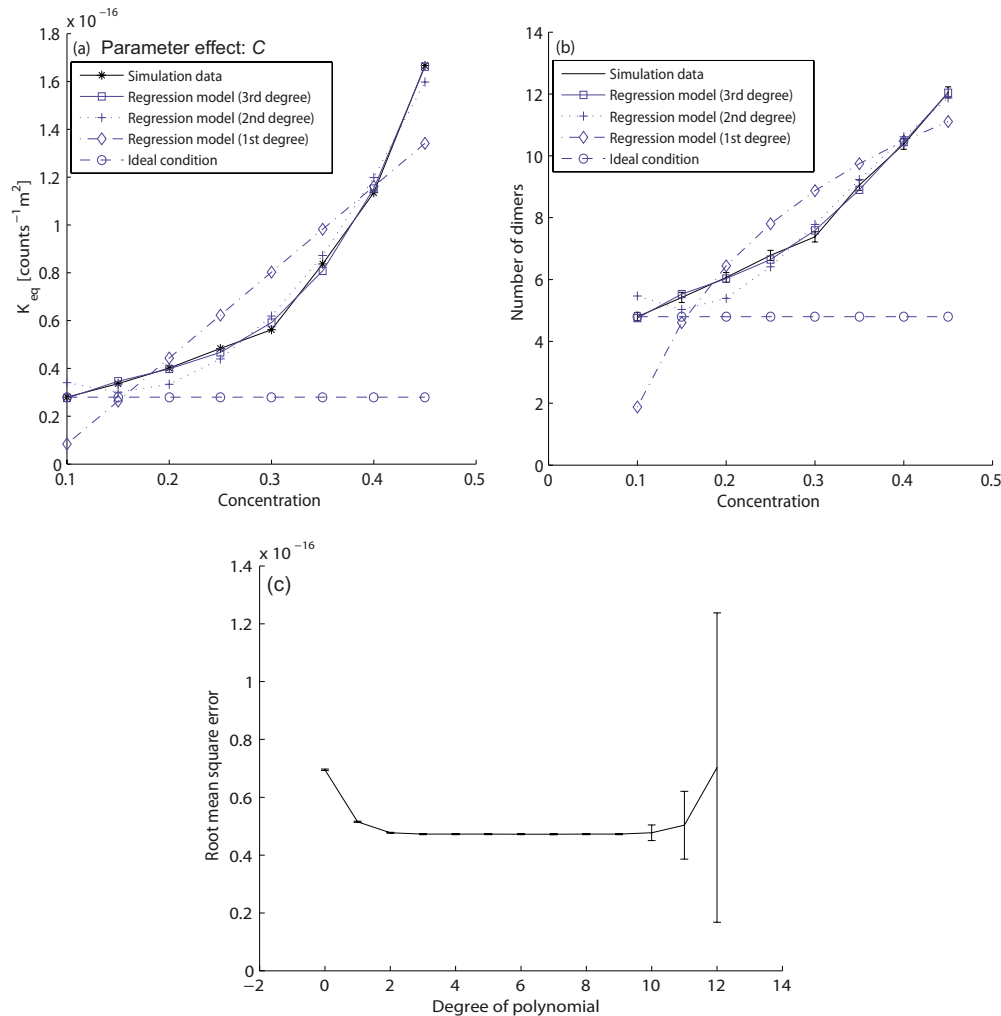 x 10⁻¹⁶
(a) Parameter effect: C
Simulation data
Regression model (3rd degree)
Regression model (2nd degree)
Regression model (1st degree)
Ideal condition
1.8
1.6
1.4
1.2
1
0.8
0.6
0.4
0.2
0
K eq [counts⁻¹m²]
0.1
0.2
0.3
0.4
0.5
Concentration
(b)
Simulation data
Regression model (3rd degree)
Regression model (2nd degree)
Regression model (1st degree)
Ideal condition
14
12
10
8
6
4
2
0
Number of dimers
0
0.1
0.2
0.3
0.4
0.5
Concentration
x 10⁻¹⁶
(c)
1.4
1.2
1
0.8
0.6
0.4
0.2
0
Root mean square error
−2
0
2
4
6
8
10
12
14
Degree of polynomial